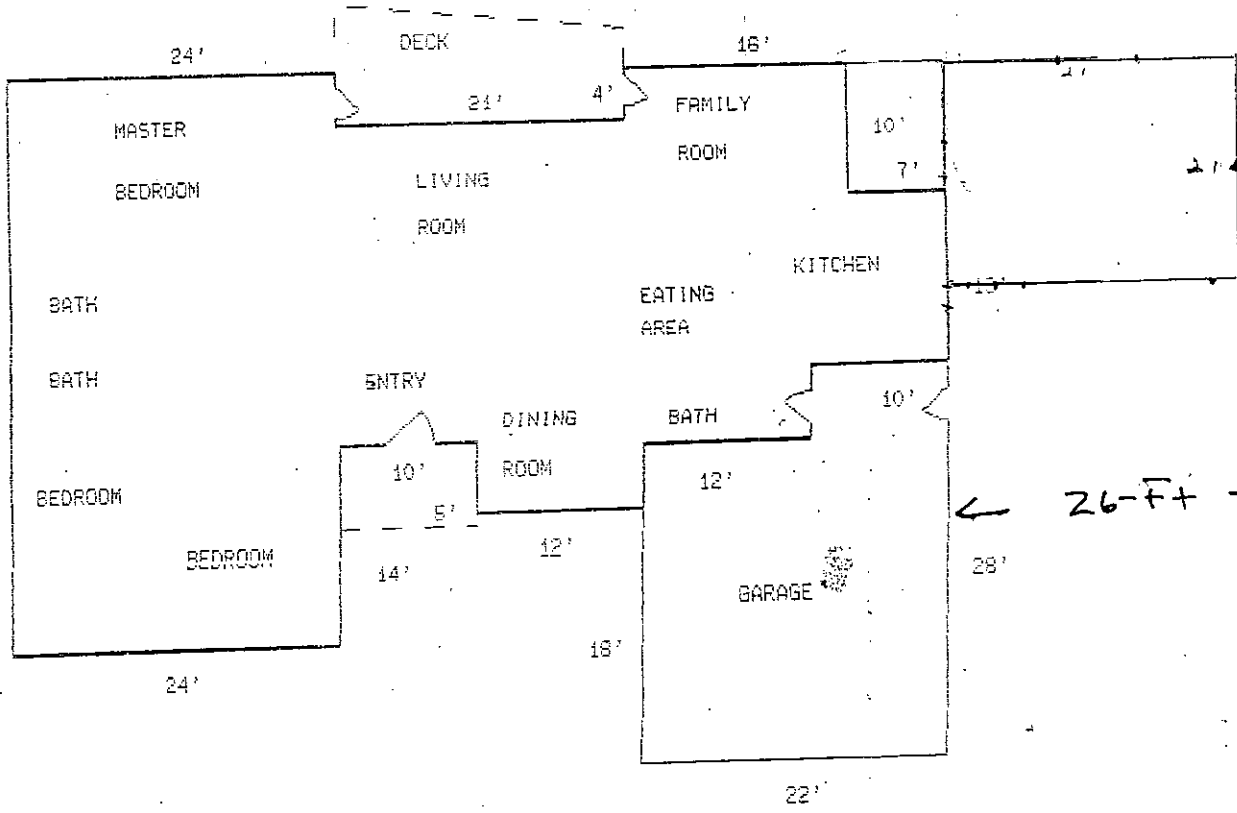 DECK
24'
16'
21'
4'
FAMILY
ROOM
MASTER
BEDROOM
10'
7'
21
LIVING
ROOM
KITCHEN
EATING
AREA
BATH
BATH
ENTRY
10'
DINING
ROOM
BATH
10'
12'
BEDROOM
5'
12'
26-Ft
BEDROOM
14'
28'
GARAGE
18'
24'
22'